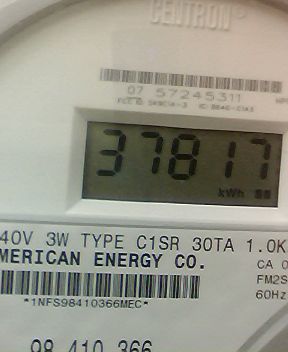 CENTRON®
07 57245311
37817
kWh
40V 3W TYPE C1SR 30TA 1.0K
MERICAN ENERGY CO.
CA 0
FM2S
60Hz
*1NFS98410366MEC*
98 410 366